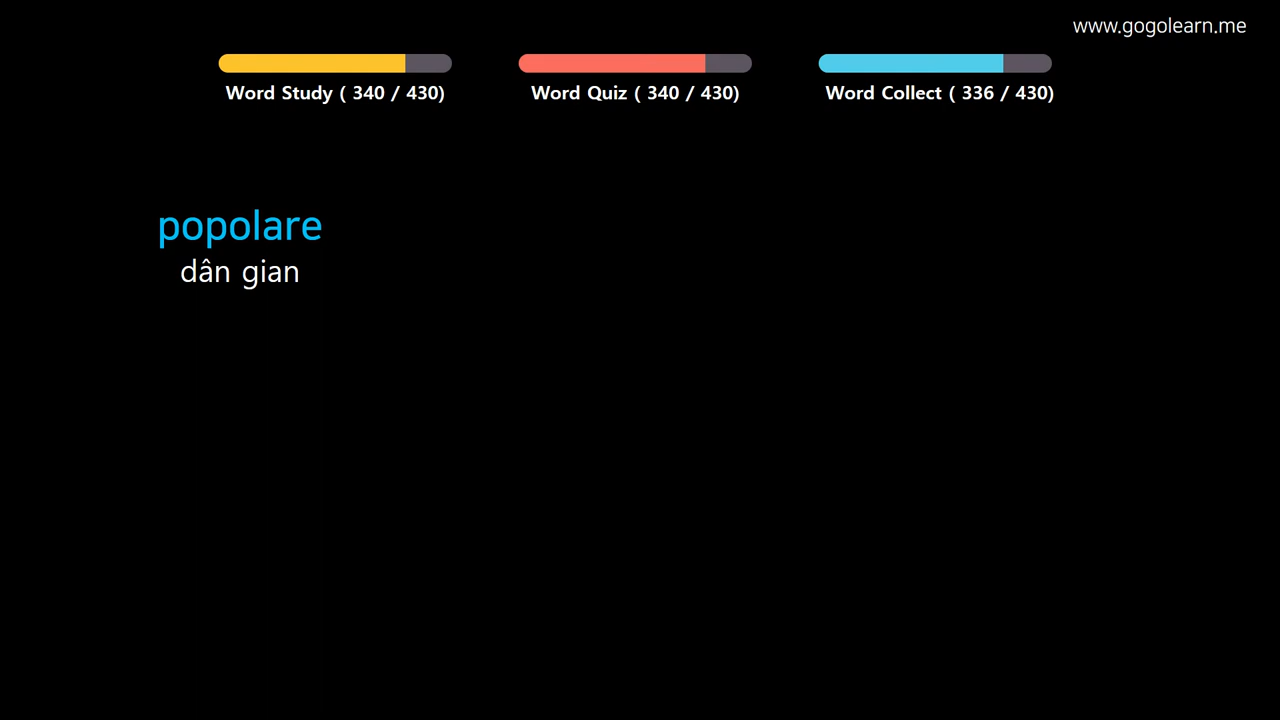 www.gogolearn.me
Word Study ( 340 / 430)
Word Quiz ( 340 / 430)
Word Collect ( 336 / 430)
popolare
dân gian